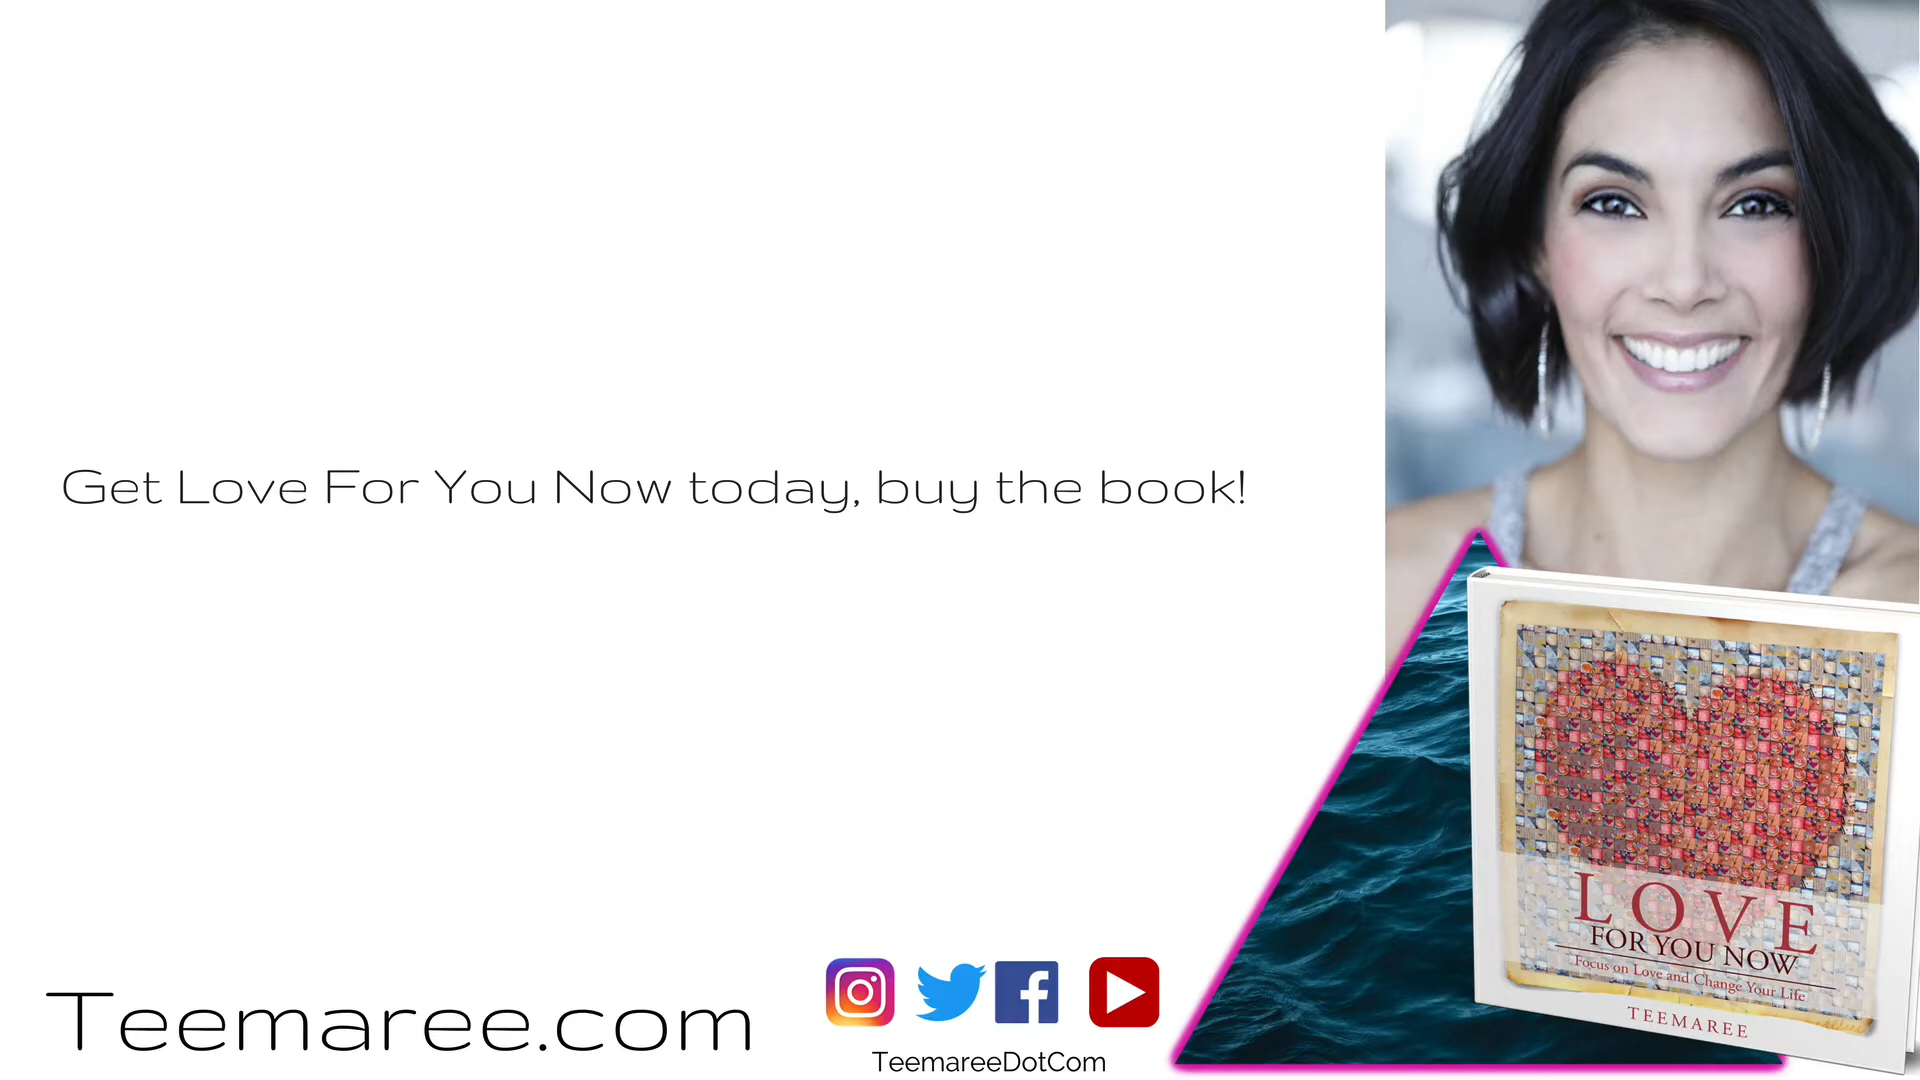 Get Love For You Now today, buy the book!
LOVE
FOR YOU NOW
Focus on Love and Change Your Life
TEEMAREE
Teemaree.com
TeemareeDotCom